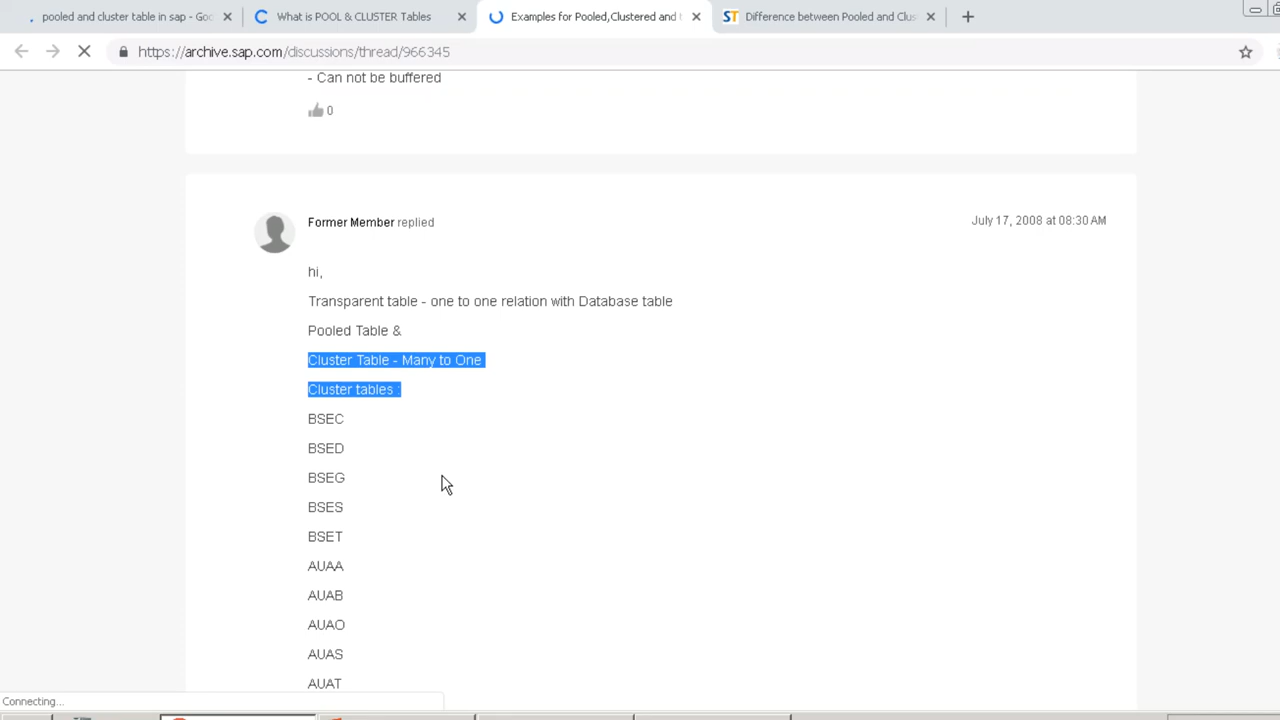 pooled and cluster table in sap - Goo
What is POOL & CLUSTER Tables
Examples for Pooled,Clustered and
ST Difference between Pooled and Clus
https://archive.sap.com/discussions/thread/966345
- Can not be buffered
0
Former Member replied
July 17, 2008 at 08:30 AM
hi,
Transparent table - one to one relation with Database table
Pooled Table &
Cluster Table - Many to One
Cluster tables :
BSEC
BSED
BSEG
BSES
BSET
AUAA
AUAB
AUAO
AUAS
AUAT
Connecting...